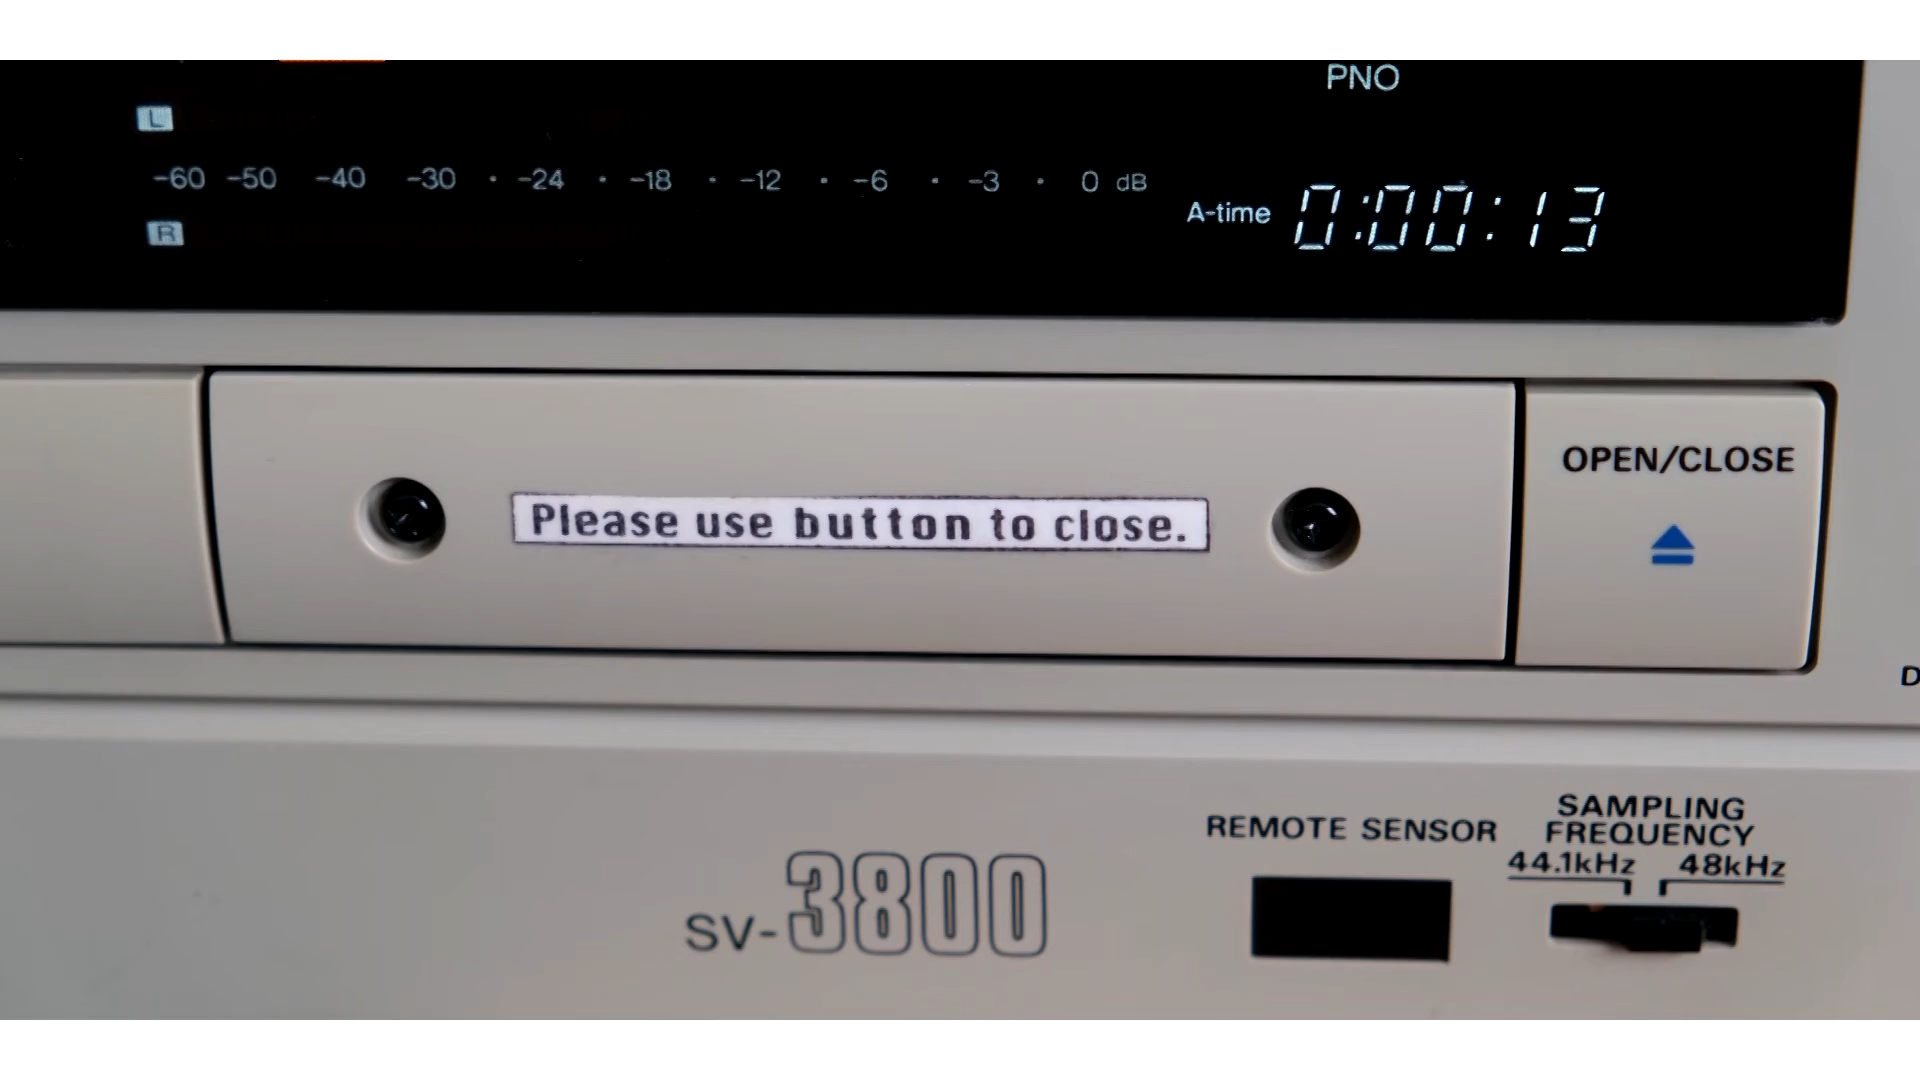 PNO
L
-60 -50 -40 -30 · -24 · -18 · -12 · -6 · -3 · 0 dB
A-time 0:00:13
R
OPEN/CLOSE
Please use button to close.
D
SAMPLING
FREQUENCY
REMOTE SENSOR
44.1kHz 48kHz
SV-3800